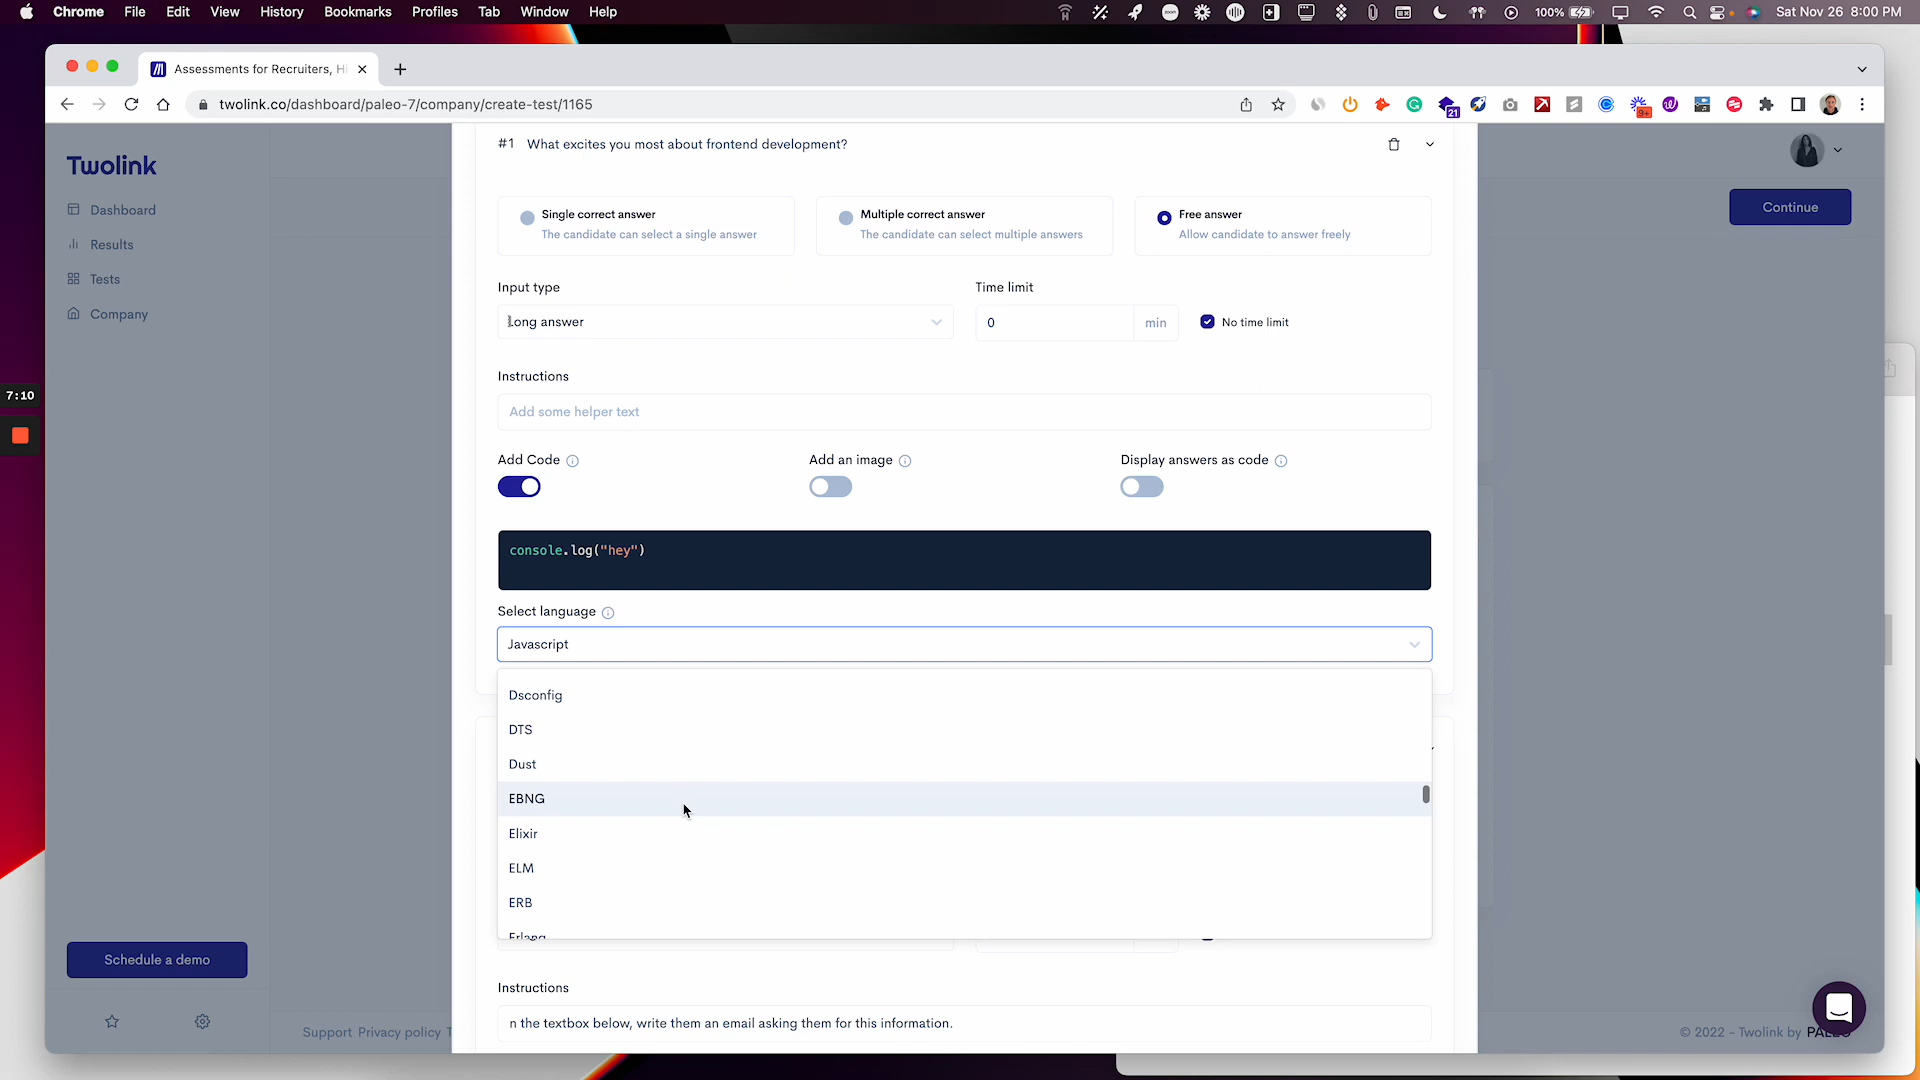 Chrome File Edit View History Bookmarks Profiles Tab Window Help
100% Sat Nov 26 8:00 PM
Assessments for Recruiters, Hi
twolink.co/dashboard/paleo-7/company/create-test/1165
21
9+
Twolink
Dashboard
Results
Tests
Company
7:10
Schedule a demo
Continue
#1 What excites you most about frontend development?
Single correct answer
The candidate can select a single answer
Multiple correct answer
The candidate can select multiple answers
Free answer
Allow candidate to answer freely
Input type
Time limit
Long answer
0 min
No time limit
Instructions
Add some helper text
Add Code
Add an image
Display answers as code
console.log("hey")
Select language
Javascript
Dsconfig
DTS
Dust
EBNG
Elixir
ELM
ERB
Erlang
Instructions
n the textbox below, write them an email asking them for this information.
Support Privacy policy
© 2022 - Twolink by PALEO